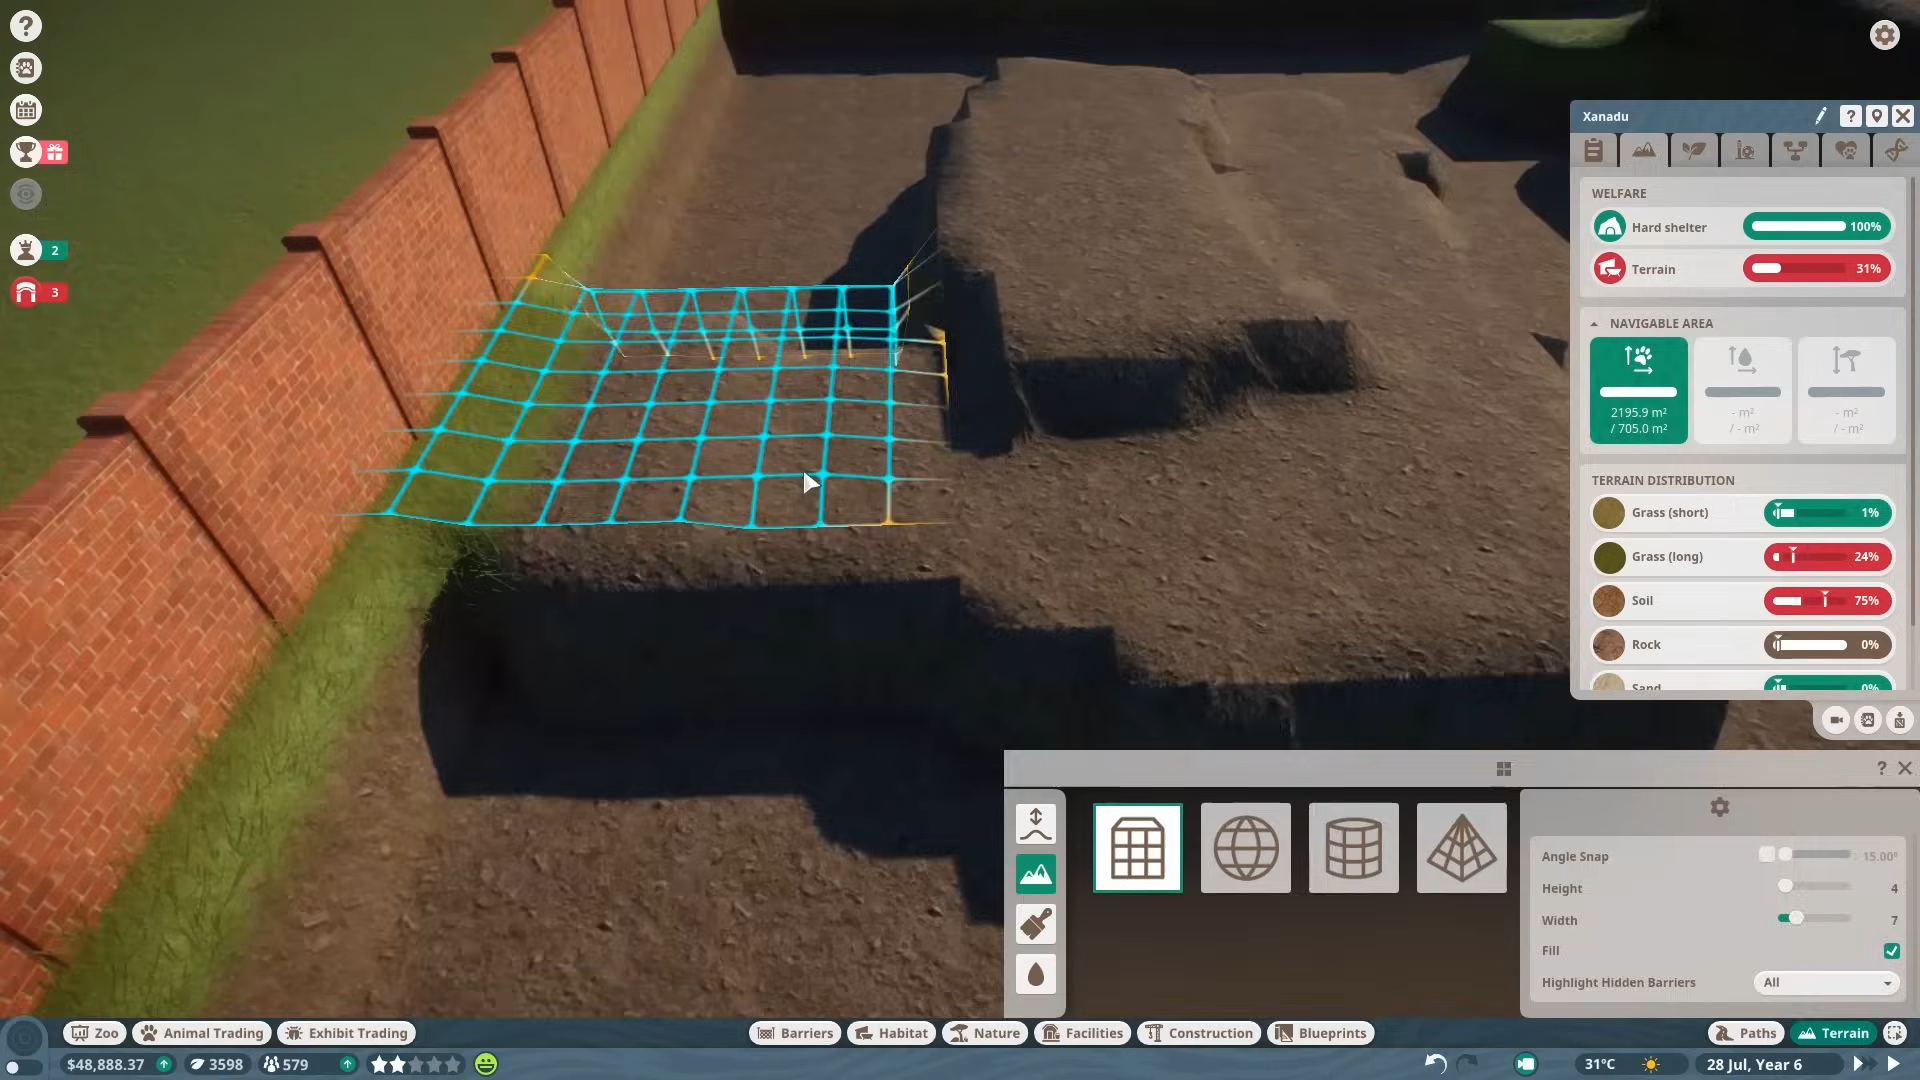 ?
2
3
Xanadu
?
WELFARE
Hard shelter 100%
Terrain 31%
NAVIGABLE AREA
2195.9 m² / 705.0 m²
- m² / - m²
- m² / - m²
TERRAIN DISTRIBUTION
Grass (short) 1%
Grass (long) 24%
Soil 75%
Rock 0%
Sand 0%
?
Angle Snap 15.00°
Height 4
Width 7
Fill
Highlight Hidden Barriers All
Zoo Animal Trading Exhibit Trading Barriers Habitat Nature Facilities Construction Blueprints Paths Terrain
$48,888.37 3598 579 31°C 28 Jul, Year 6